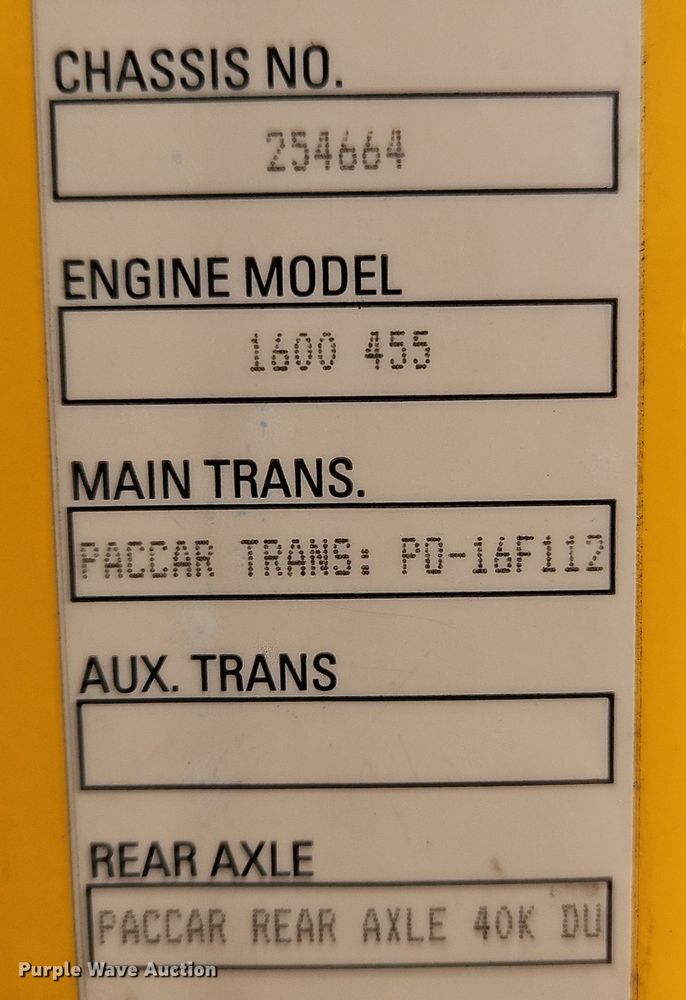 CHASSIS NO.
254664
ENGINE MODEL
1600 455
MAIN TRANS.
PACCAR TRANS: PO-16F112
AUX. TRANS
REAR AXLE
PACCAR REAR AXLE 40K DU
Purple Wave Auction